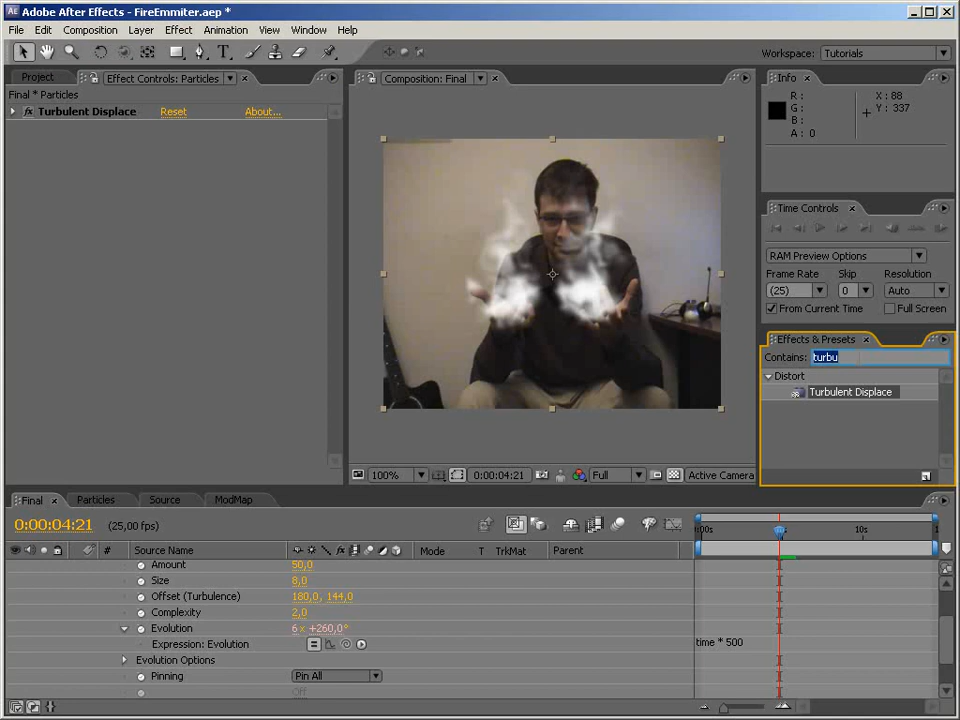 Adobe After Effects - FireEmmiter.aep *
File Edit Composition Layer Effect Animation View Window Help
Workspace: Tutorials
Project Effect Controls: Particles
Final * Particles
Turbulent Displace Reset About...
Composition: Final
100% 0:00:04:21 Full Active Camera
Info
R: X: 88
G: Y: 337
B:
A: 0
Time Controls
RAM Preview Options
Frame Rate Skip Resolution
(25) 0 Auto
From Current Time Full Screen
Effects & Presets
Contains: turbu
Distort
Turbulent Displace
Final Particles Source ModMap
0:00:04:21 (25,00 fps)
:00s 10s
# Source Name Mode T TrkMat Parent
Amount 50,0
Size 8,0
Offset (Turbulence) 180,0, 144,0
Complexity 2,0
Evolution 6 x +260,0°
Expression: Evolution time * 500
Evolution Options
Pinning Pin All
Off